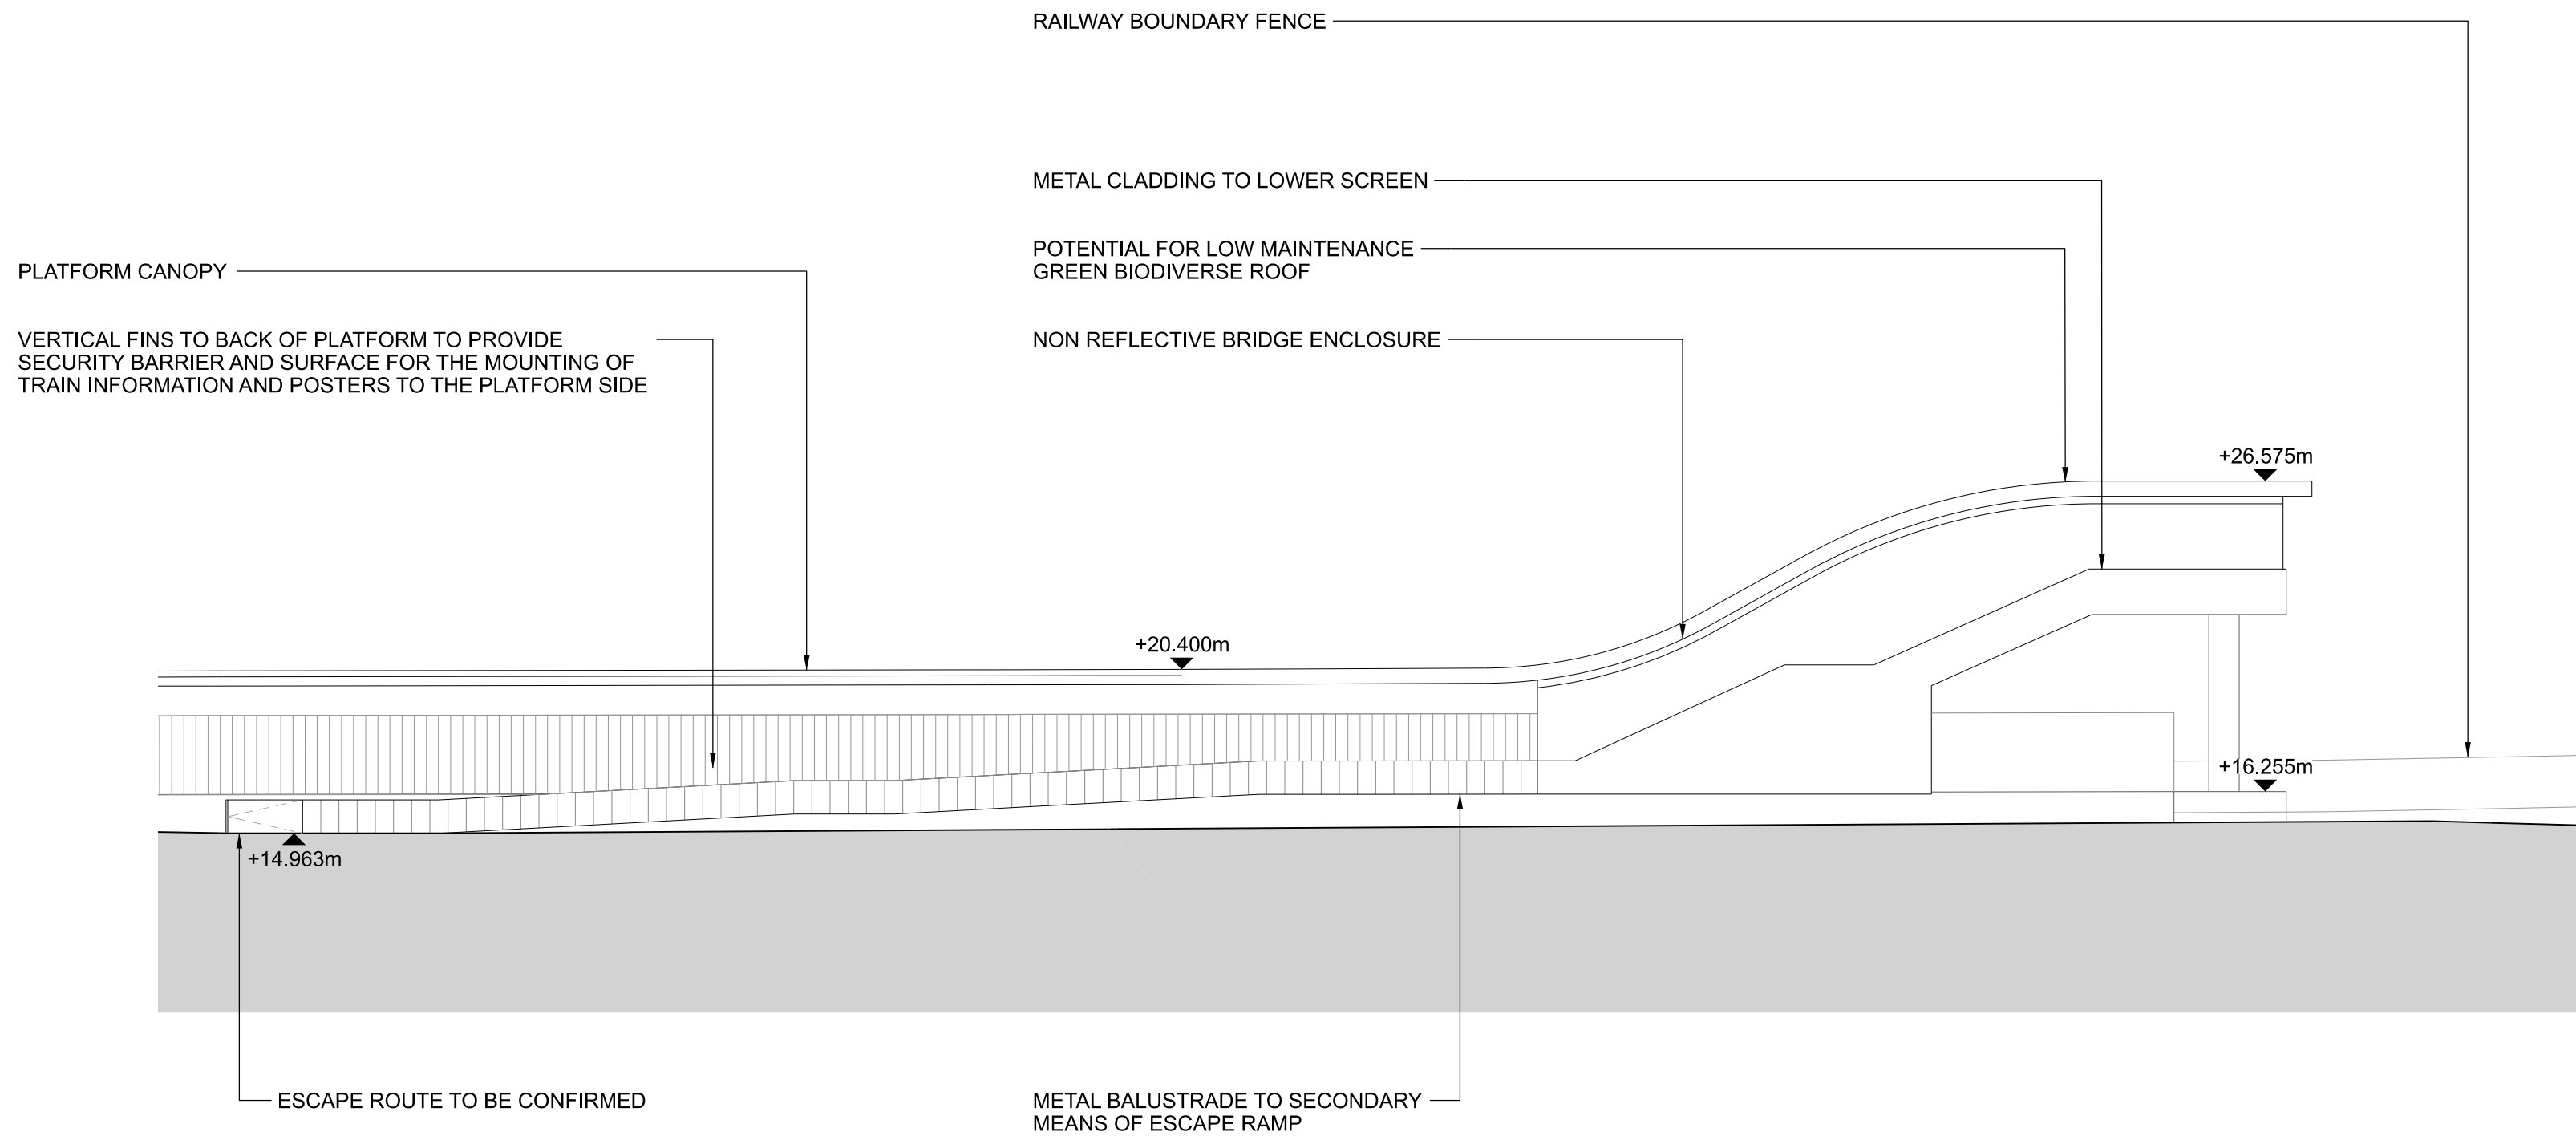 RAILWAY BOUNDARY FENCE
METAL CLADDING TO LOWER SCREEN
POTENTIAL FOR LOW MAINTENANCE
GREEN BIODIVERSE ROOF
PLATFORM CANOPY
VERTICAL FINS TO BACK OF PLATFORM TO PROVIDE
SECURITY BARRIER AND SURFACE FOR THE MOUNTING OF
TRAIN INFORMATION AND POSTERS TO THE PLATFORM SIDE
NON REFLECTIVE BRIDGE ENCLOSURE
+26.575m
+20.400m
+16.255m
+14.963m
ESCAPE ROUTE TO BE CONFIRMED
METAL BALUSTRADE TO SECONDARY
MEANS OF ESCAPE RAMP